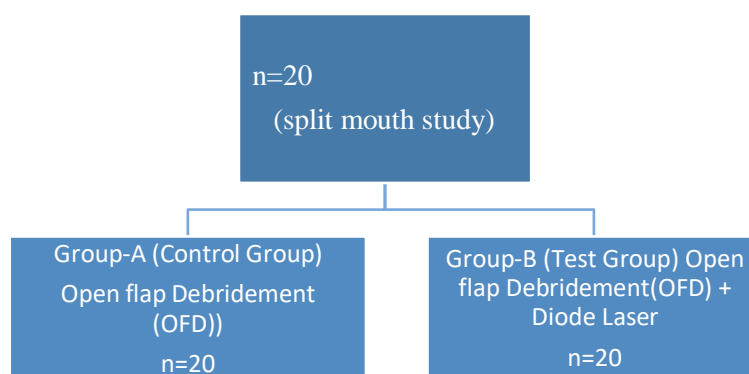 n=20
(split mouth study)
Group-A (Control Group)
Open flap Debridement
(OFD))
n=20
Group-B (Test Group) Open
flap Debridement(OFD) +
Diode Laser
n=20